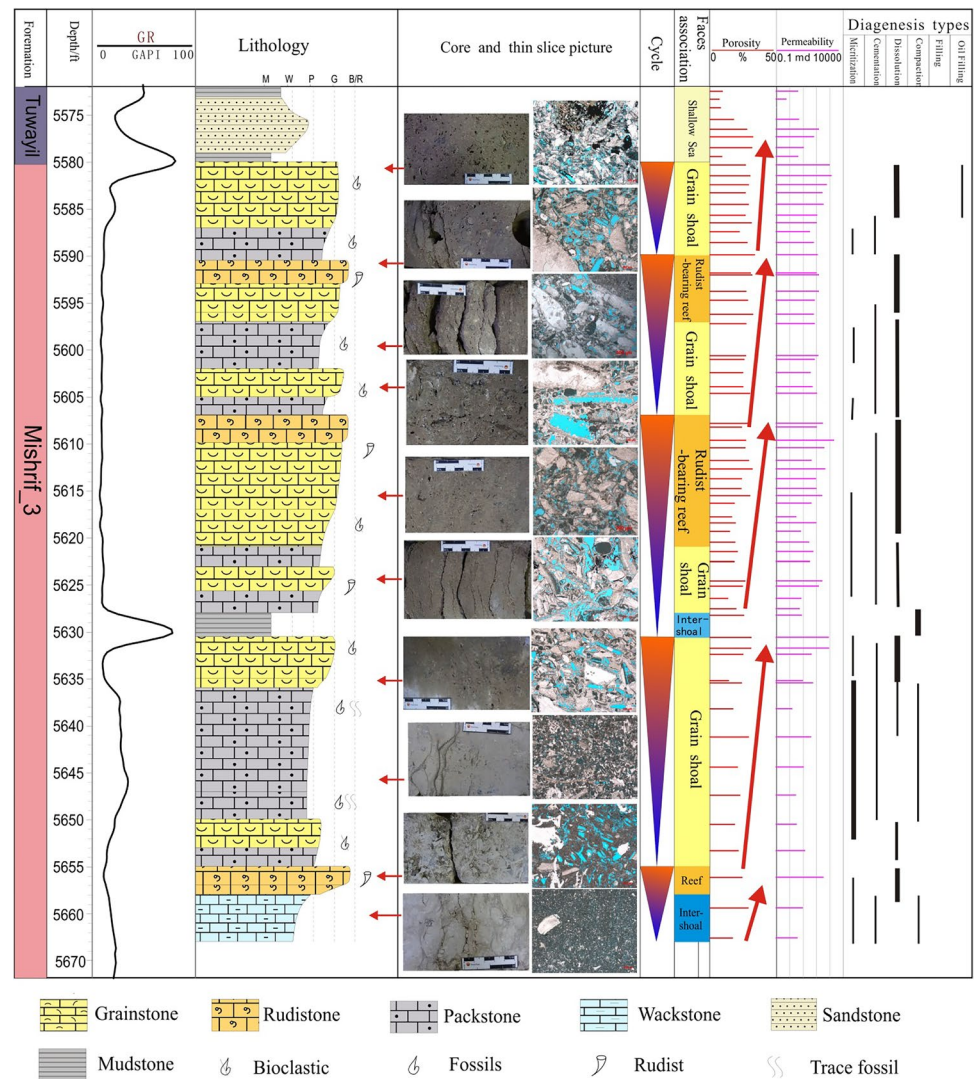 Foremation
Depth/ft
GR
0 GAPI 100
Lithology
M W P G B/R
Core and thin slice picture
Cycle
Faces association
Porosity
0 % 50
Permeability
0.1 md 10000
Diagenesis types
Micritization
Cementation
Dissolution
Compaction
Filling
Oil Filling
Tuwayil
Mishrif_3
5575
5580
5585
5590
5595
5600
5605
5610
5615
5620
5625
5630
5635
5640
5645
5650
5655
5660
5670
Shallow Sea
Grain shoal
Rudist
-bearing reef
Grain shoal
Rudist
-bearing reef
Grain
shoal
Inter-
shoal
Grain shoal
Reef
Inter-
shoal
Grainstone
Rudistone
Packstone
Wackstone
Sandstone
Mudstone
Bioclastic
Fossils
Rudist
Trace fossil